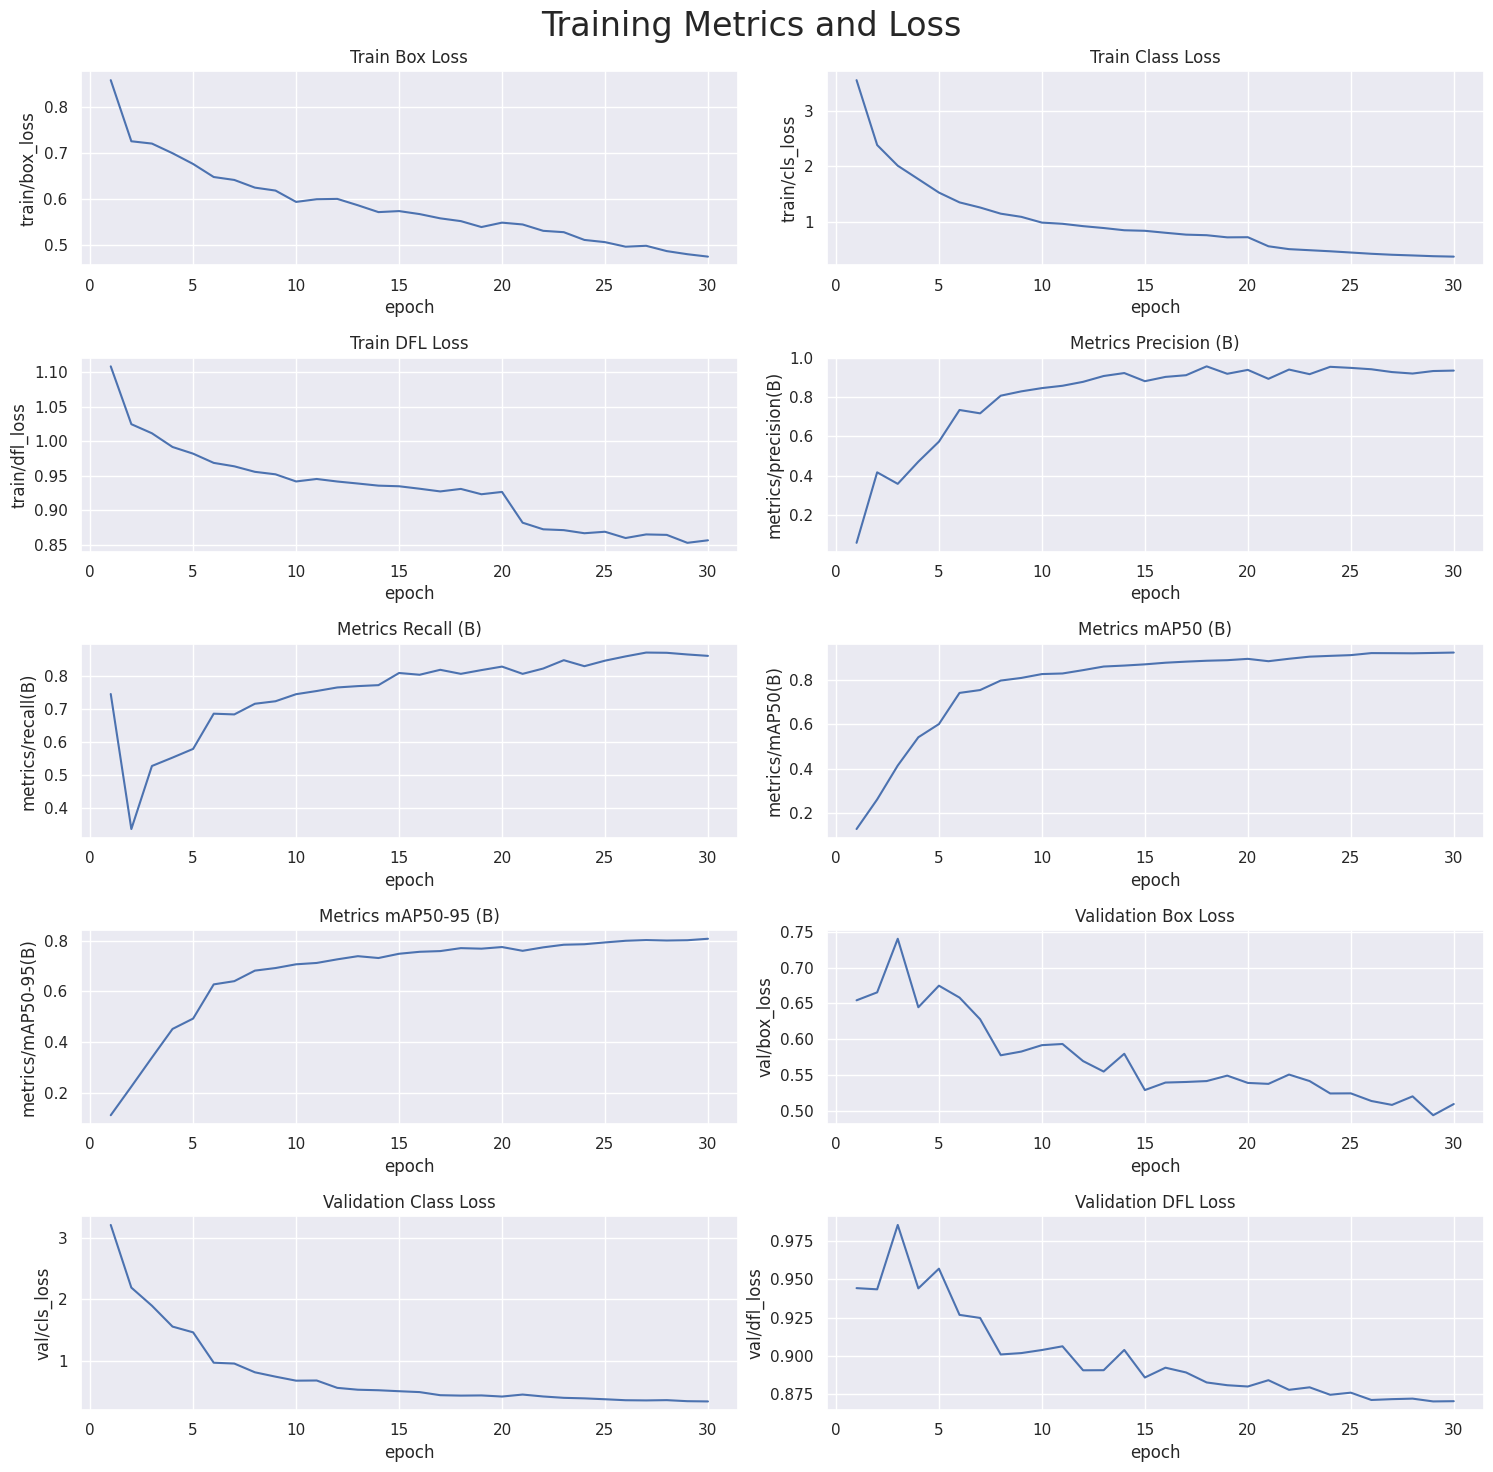 Training Metrics and Loss
Train Box Loss
train/box_loss
0.8
0.7
0.6
0.5
0 5 10 15 20 25 30
epoch
Train Class Loss
train/cls_loss
3
2
1
0 5 10 15 20 25 30
epoch
Train DFL Loss
train/dfl_loss
1.10
1.05
1.00
0.95
0.90
0.85
0 5 10 15 20 25 30
epoch
Metrics Precision (B)
metrics/precision(B)
1.0
0.8
0.6
0.4
0.2
0 5 10 15 20 25 30
epoch
Metrics Recall (B)
metrics/recall(B)
0.8
0.7
0.6
0.5
0.4
0 5 10 15 20 25 30
epoch
Metrics mAP50 (B)
metrics/mAP50(B)
0.8
0.6
0.4
0.2
0 5 10 15 20 25 30
epoch
Metrics mAP50-95 (B)
metrics/mAP50-95(B)
0.8
0.6
0.4
0.2
0 5 10 15 20 25 30
epoch
Validation Box Loss
val/box_loss
0.75
0.70
0.65
0.60
0.55
0.50
0 5 10 15 20 25 30
epoch
Validation Class Loss
val/cls_loss
3
2
1
0 5 10 15 20 25 30
epoch
Validation DFL Loss
val/dfl_loss
0.975
0.950
0.925
0.900
0.875
0 5 10 15 20 25 30
epoch